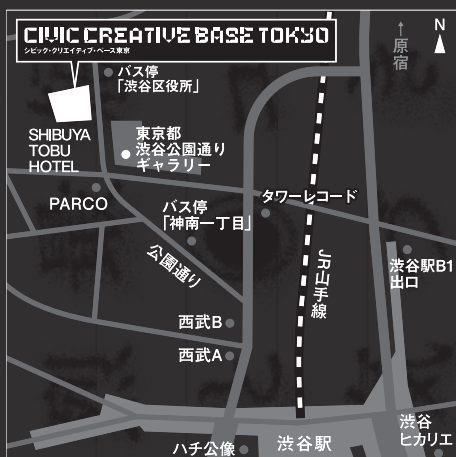 CIVIC CREATIVE BASE TOKYO
シビック・クリエイティブ・ベース東京
N
↑原宿
バス停
「渋谷区役所」
SHIBUYA
TOBU
HOTEL
東京都
渋谷公園通り
ギャラリー
PARCO
バス停
「神南一丁目」
タワーレコード
公園通り
JR山手線
渋谷駅B1
出口
西武B
西武A
ハチ公像
渋谷駅
渋谷
ヒカリエ